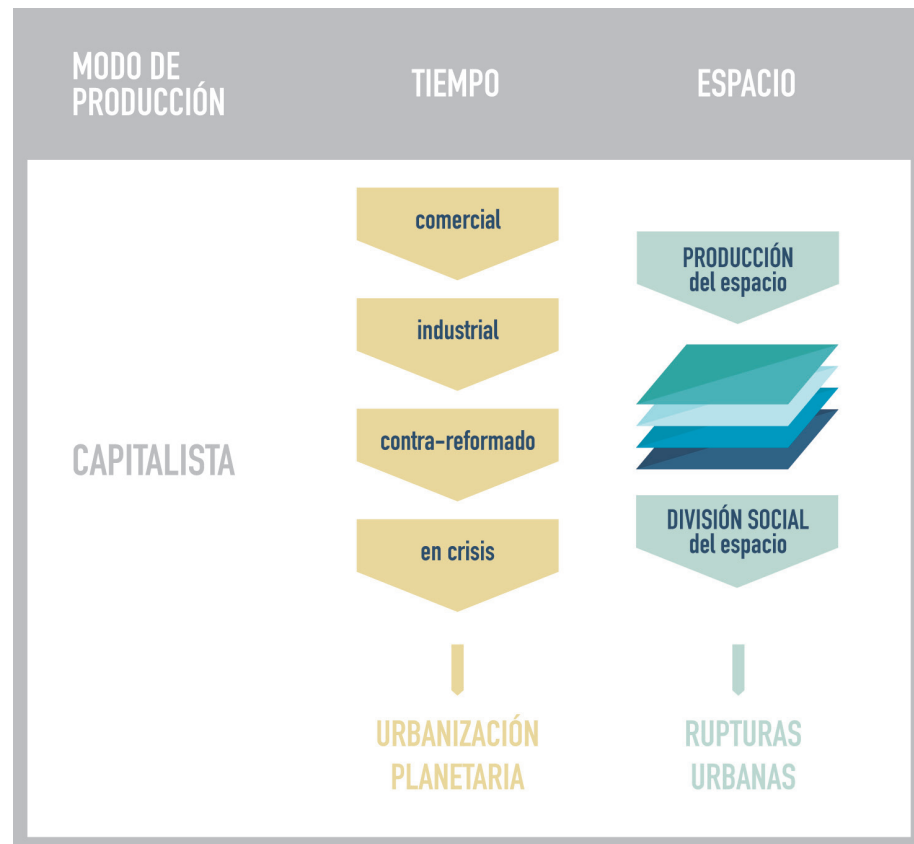 MODO DE
PRODUCCIÓN
TIEMPO
ESPACIO
CAPITALISTA
comercial
industrial
contra-reformado
en crisis
URBANIZACIÓN
PLANETARIA
PRODUCCIÓN
del espacio
DIVISIÓN SOCIAL
del espacio
RUPTURAS
URBANAS